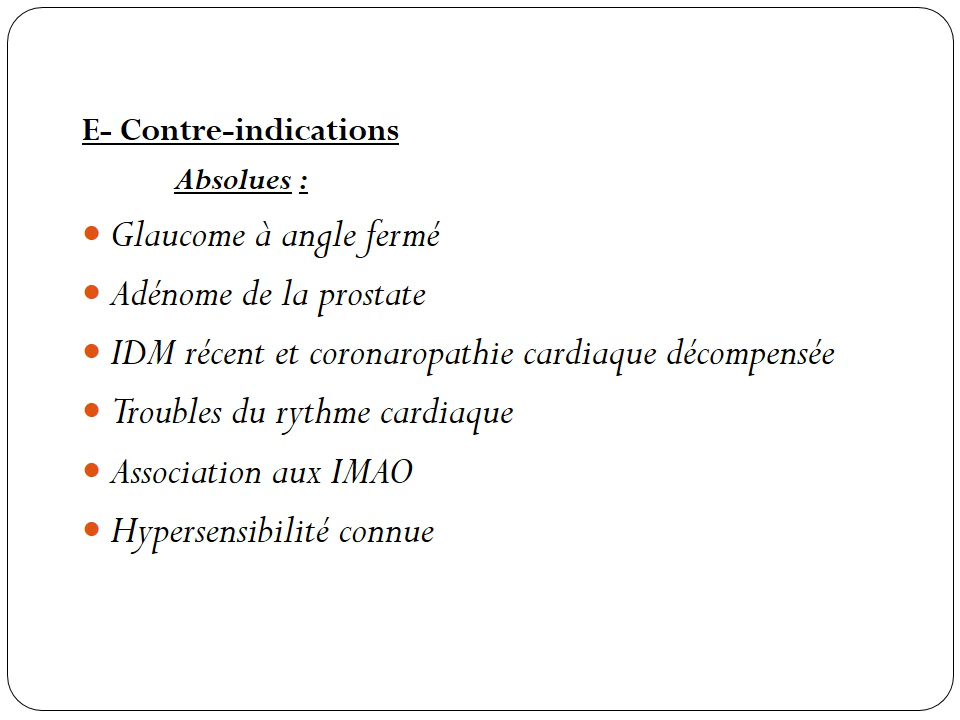 E- Contre-indications
Absolues :
• Glaucome à angle fermé
• Adénome de la prostate
• IDM récent et coronaropathie cardiaque décompensée
• Troubles du rythme cardiaque
• Association aux IMAO
• Hypersensibilité connue